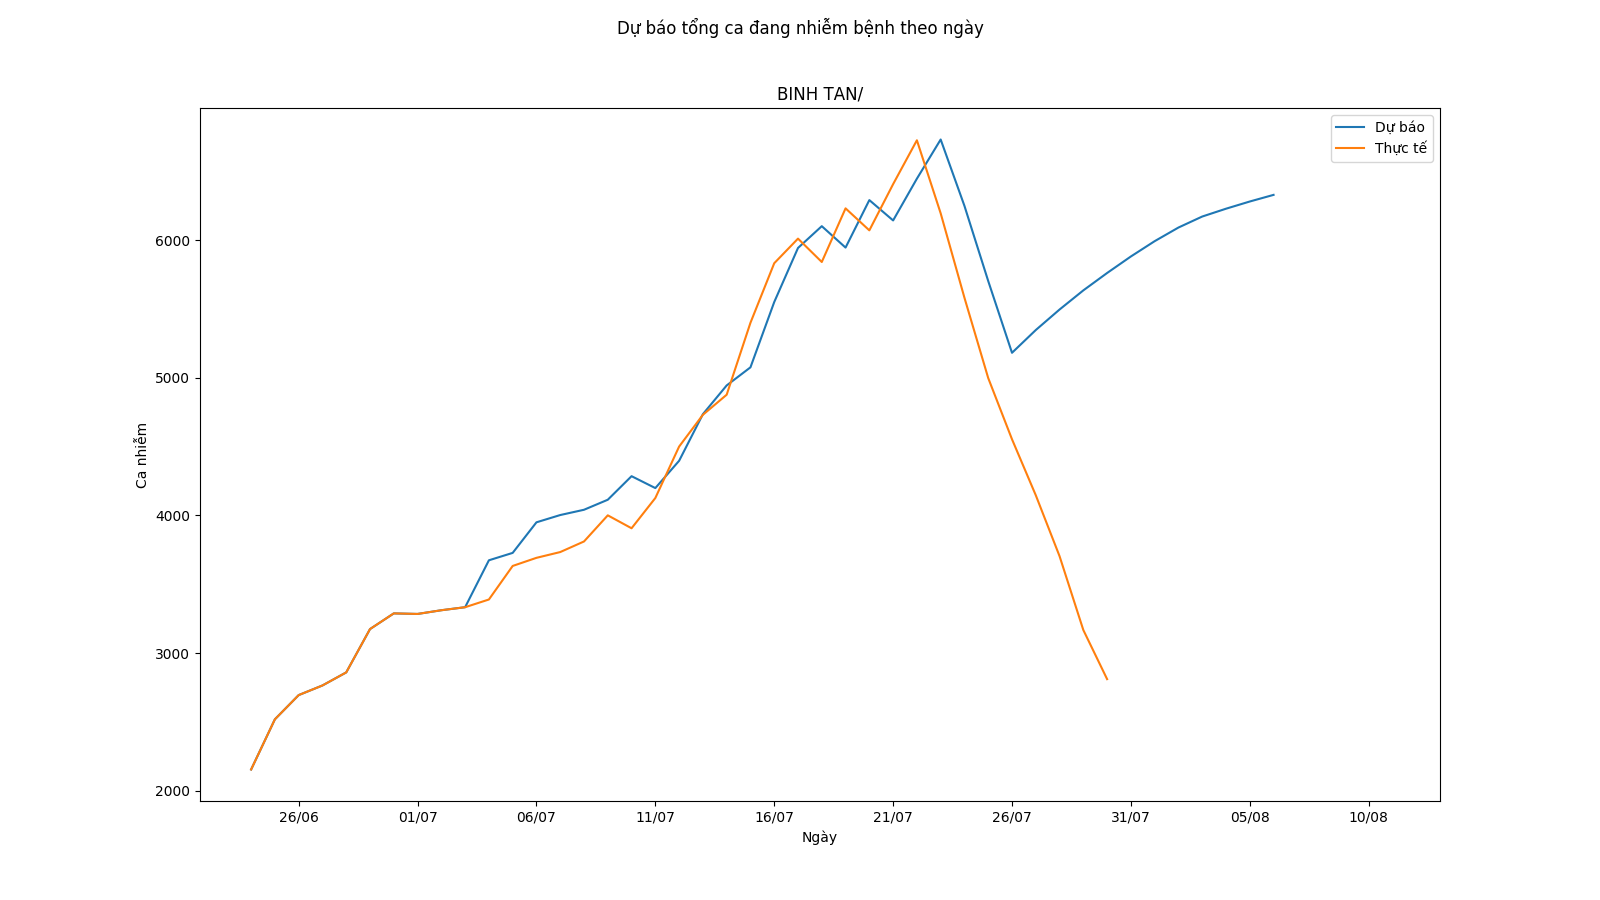 Dự báo tổng ca đang nhiễm bệnh theo ngày
BINH TAN/
Dự báo
Thực tế
6000
5000
4000
3000
2000
Ca nhiễm
26/06 01/07 06/07 11/07 16/07 21/07 26/07 31/07 05/08 10/08
Ngày